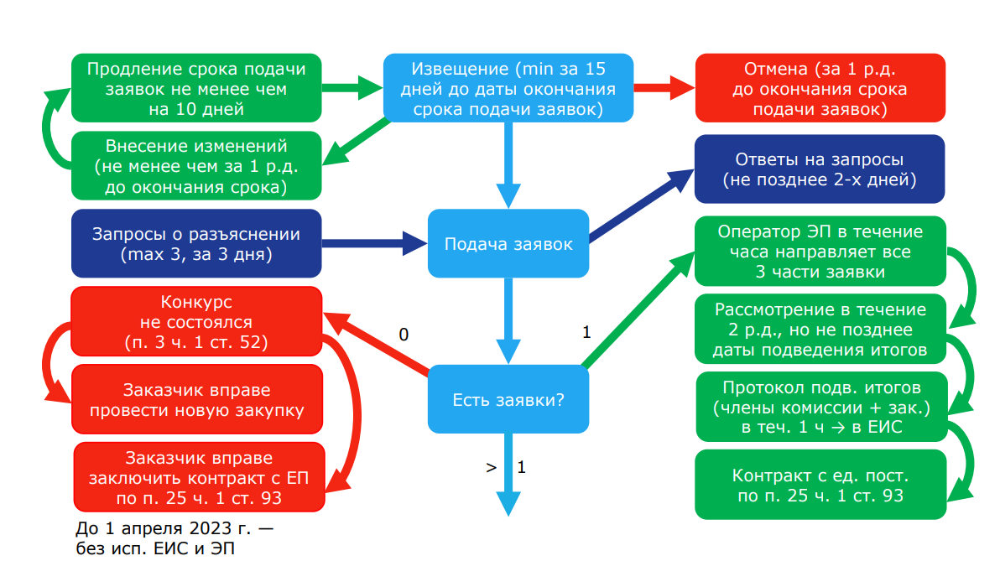 Продление срока подачи
заявок не менее чем
на 10 дней
Извещение (min за 15
дней до даты окончания
срока подачи заявок)
Отмена (за 1 р.д.
до окончания срока
подачи заявок)
Внесение изменений
(не менее чем за 1 р.д.
до окончания срока)
Ответы на запросы
(не позднее 2-х дней)
Запросы о разъяснении
(max 3, за 3 дня)
Подача заявок
Оператор ЭП в течение
часа направляет все
3 части заявки
Конкурс
не состоялся
(п. 3 ч. 1 ст. 52)
0
1
Рассмотрение в течение
2 р.д., но не позднее
даты подведения итогов
Заказчик вправе
провести новую закупку
Есть заявки?
Протокол подв. итогов
(члены комиссии + зак.)
в теч. 1 ч → в ЕИС
Заказчик вправе
заключить контракт с ЕП
по п. 25 ч. 1 ст. 93
> 1
Контракт с ед. пост.
по п. 25 ч. 1 ст. 93
До 1 апреля 2023 г. —
без исп. ЕИС и ЭП